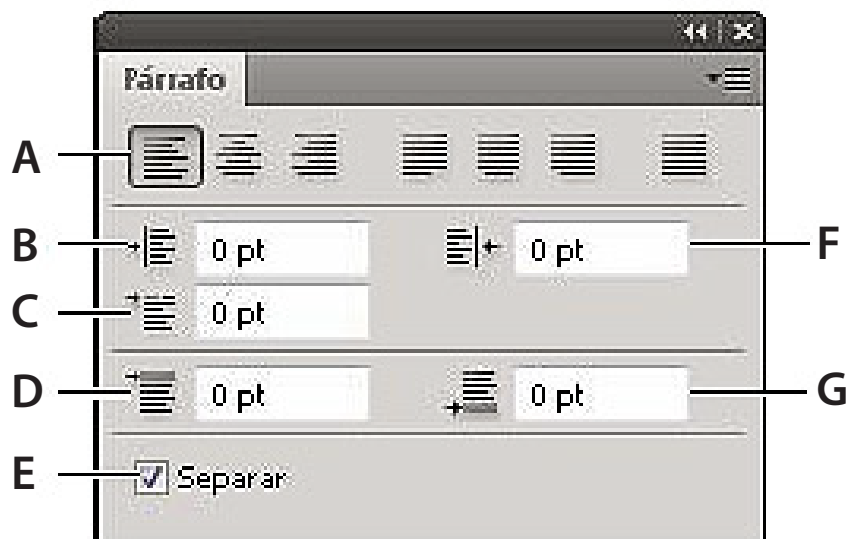 Párrafo
A
B 0 pt 0 pt F
C 0 pt
D 0 pt 0 pt G
E Separar